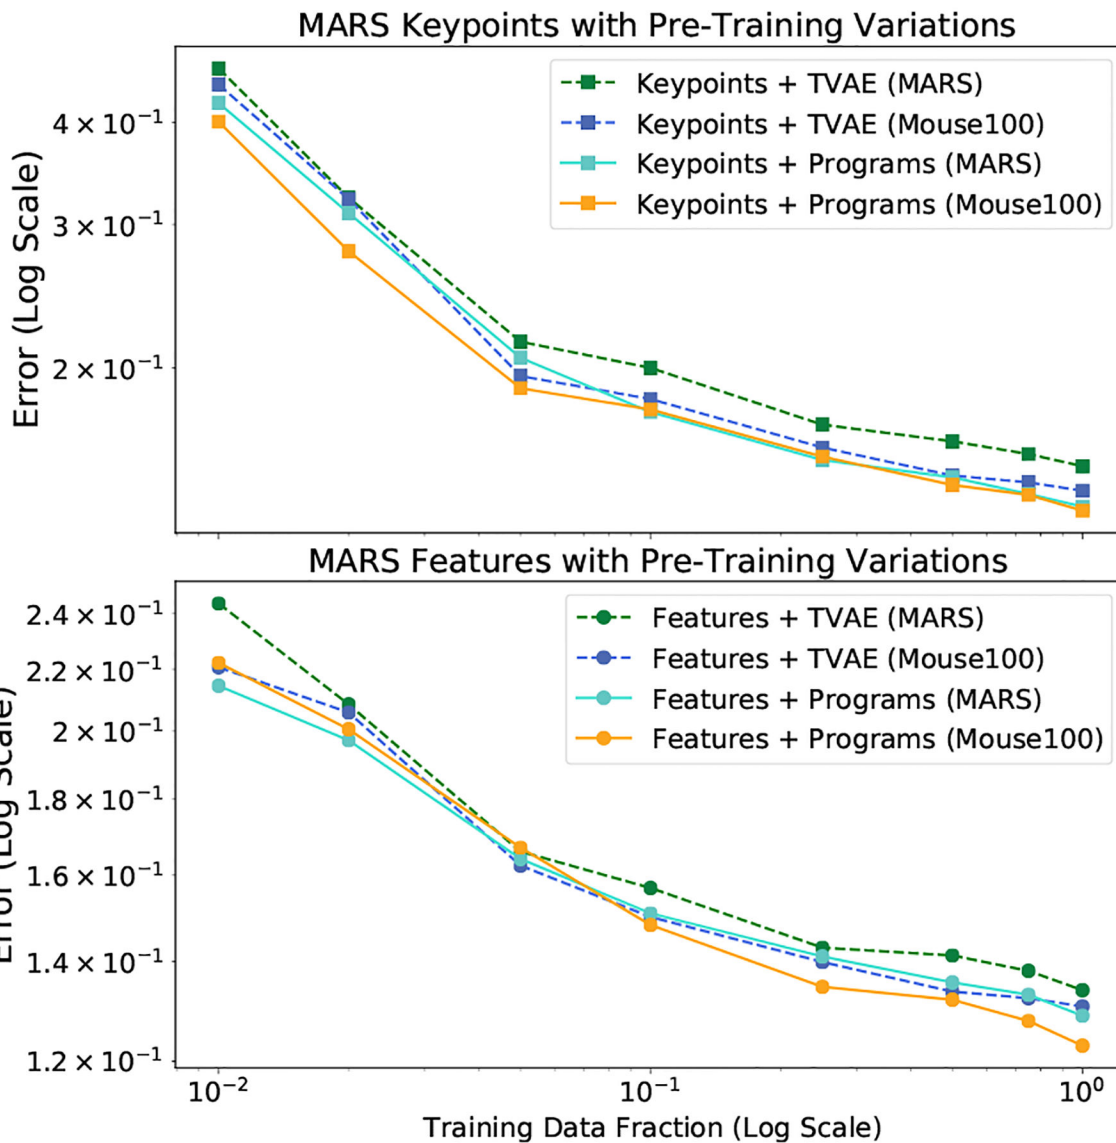 MARS Keypoints with Pre-Training Variations
Keypoints + TVAE (MARS)
Keypoints + TVAE (Mouse100)
Keypoints + Programs (MARS)
Keypoints + Programs (Mouse100)
Error (Log Scale)
4 × 10⁻¹
3 × 10⁻¹
2 × 10⁻¹
MARS Features with Pre-Training Variations
Features + TVAE (MARS)
Features + TVAE (Mouse100)
Features + Programs (MARS)
Features + Programs (Mouse100)
Error (Log Scale)
2.4 × 10⁻¹
2.2 × 10⁻¹
2 × 10⁻¹
1.8 × 10⁻¹
1.6 × 10⁻¹
1.4 × 10⁻¹
1.2 × 10⁻¹
10⁻² 10⁻¹ 10⁰
Training Data Fraction (Log Scale)